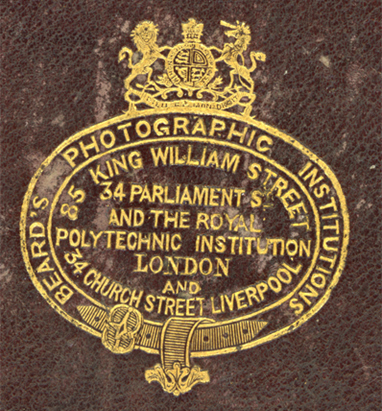 BEARD'S PHOTOGRAPHIC INSTITUTIONS
85 KING WILLIAM STREET
34 PARLIAMENT ST
AND THE ROYAL
POLYTECHNIC INSTITUTION
LONDON
AND
34 CHURCH STREET LIVERPOOL